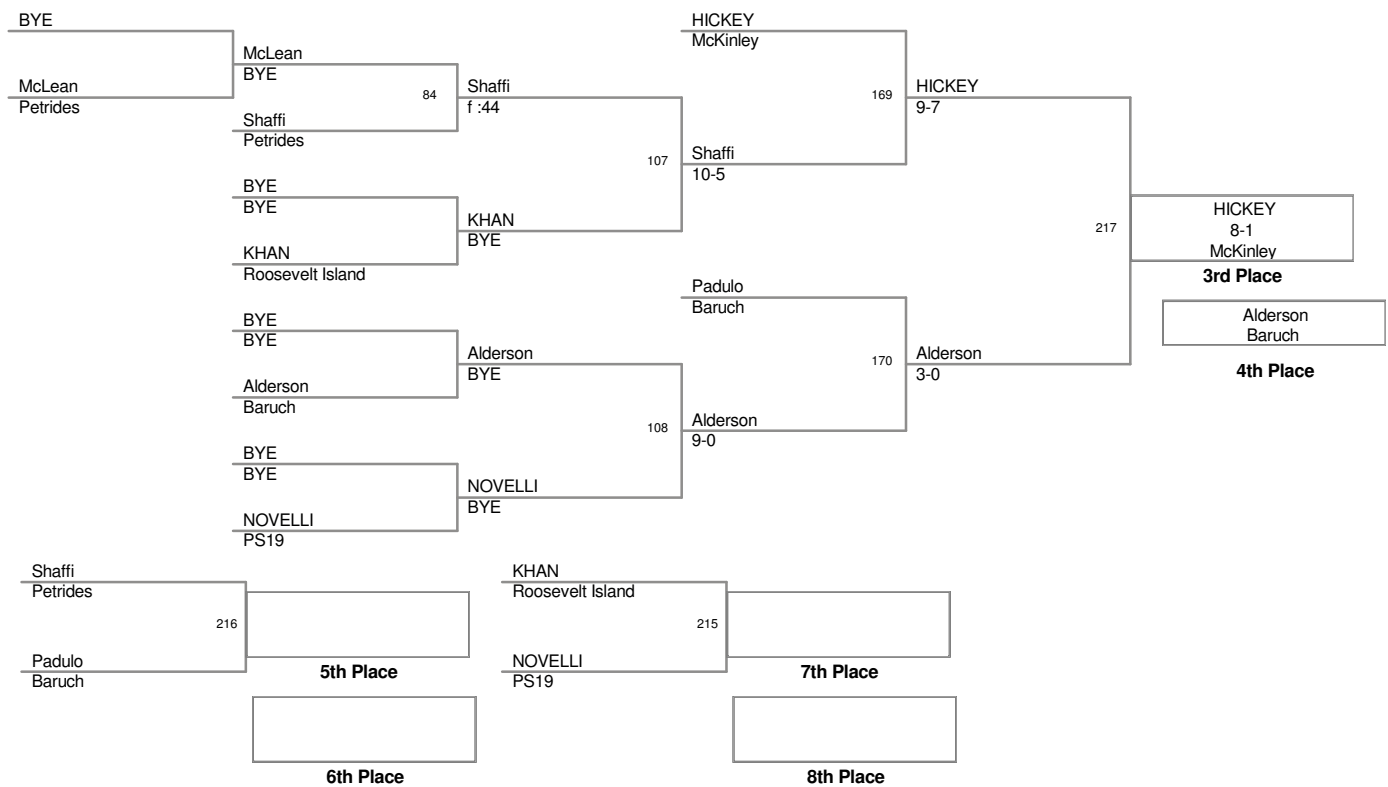 BYE
McLean
Petrides
McLean
BYE
84
Shaffi
Petrides
BYE
BYE
KHAN
Roosevelt Island
BYE
BYE
Alderson
Baruch
BYE
BYE
NOVELLI
PS19
Shaffi
f :44
107
KHAN
BYE
Alderson
BYE
108
NOVELLI
BYE
HICKEY
McKinley
169
Shaffi
10-5
Padulo
Baruch
170
Alderson
9-0
HICKEY
9-7
217
Alderson
3-0
HICKEY
8-1
McKinley
3rd Place
Alderson
Baruch
4th Place
Shaffi
Petrides
216
Padulo
Baruch
5th Place
6th Place
KHAN
Roosevelt Island
215
NOVELLI
PS19
7th Place
8th Place